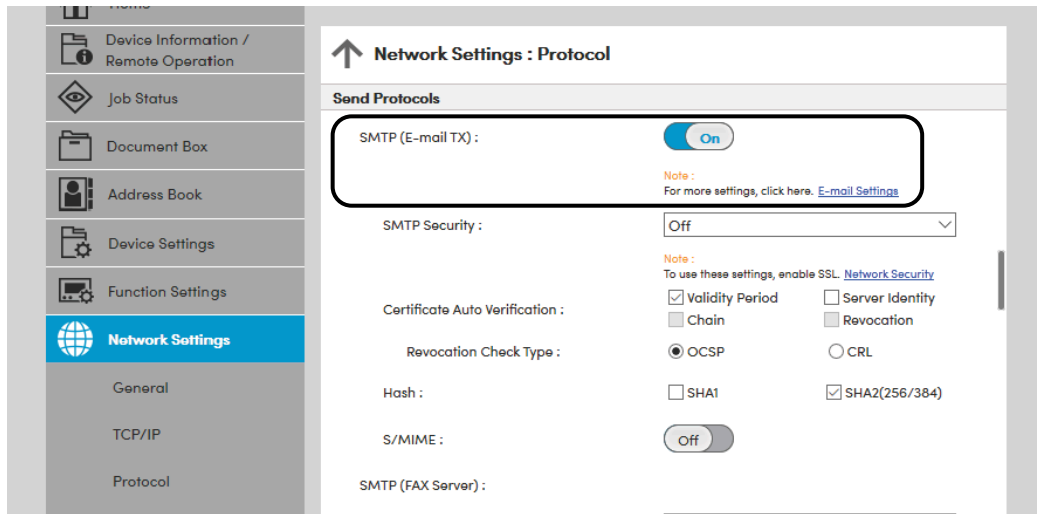 Home
Device Information /
Remote Operation
Job Status
Document Box
Address Book
Device Settings
Function Settings
Network Settings
General
TCP/IP
Protocol
Network Settings : Protocol
Send Protocols
SMTP (E-mail TX) :
On
Note :
For more settings, click here. E-mail Settings
SMTP Security :
Off
Note :
To use these settings, enable SSL. Network Security
Certificate Auto Verification :
Validity Period
Server Identity
Chain
Revocation
Revocation Check Type :
OCSP
CRL
Hash :
SHA1
SHA2(256/384)
S/MIME :
Off
SMTP (FAX Server) :